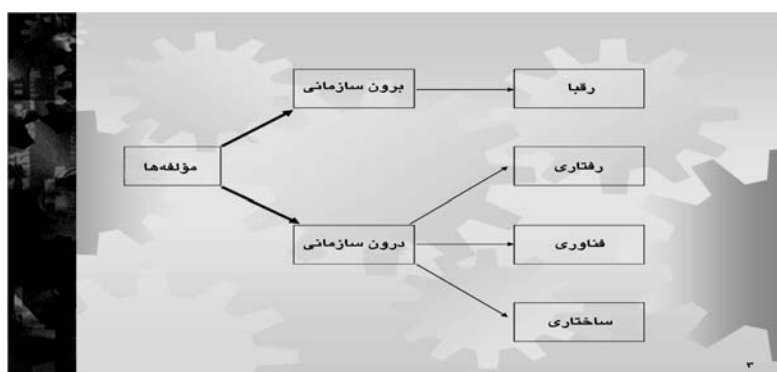 برون سازمانی
رقبا
مؤلفه‌ها
رفتاری
درون سازمانی
فناوری
ساختاری
۳